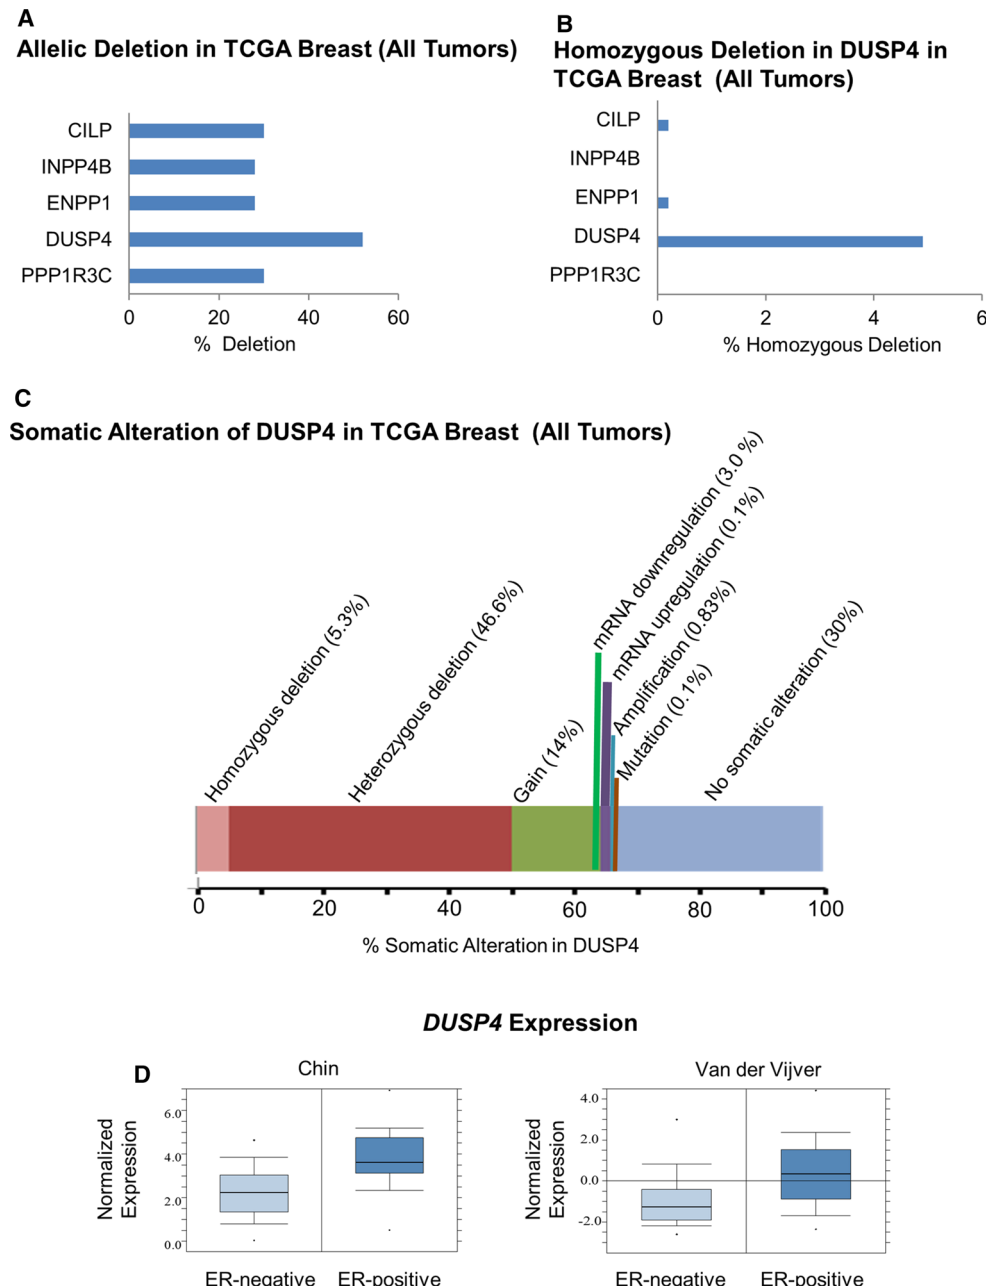 A
Allelic Deletion in TCGA Breast (All Tumors)
CILP
INPP4B
ENPP1
DUSP4
PPP1R3C
0 20 40 60
% Deletion
B
Homozygous Deletion in DUSP4 in
TCGA Breast (All Tumors)
CILP
INPP4B
ENPP1
DUSP4
PPP1R3C
0 2 4 6
% Homozygous Deletion
C
Somatic Alteration of DUSP4 in TCGA Breast (All Tumors)
Homozygous deletion (5.3%)
Heterozygous deletion (46.6%)
Gain (14%)
mRNA downregulation (3.0 %)
mRNA upregulation (0.1%)
Amplification (0.83%)
Mutation (0.1%)
No somatic alteration (30%)
0 20 40 60 80 100
% Somatic Alteration in DUSP4
DUSP4 Expression
D
Chin
Normalized
Expression
6.0
4.0
2.0
0.0
ER-negative ER-positive
Van der Vijver
Normalized
Expression
4.0
2.0
0.0
-2.0
ER-negative ER-positive